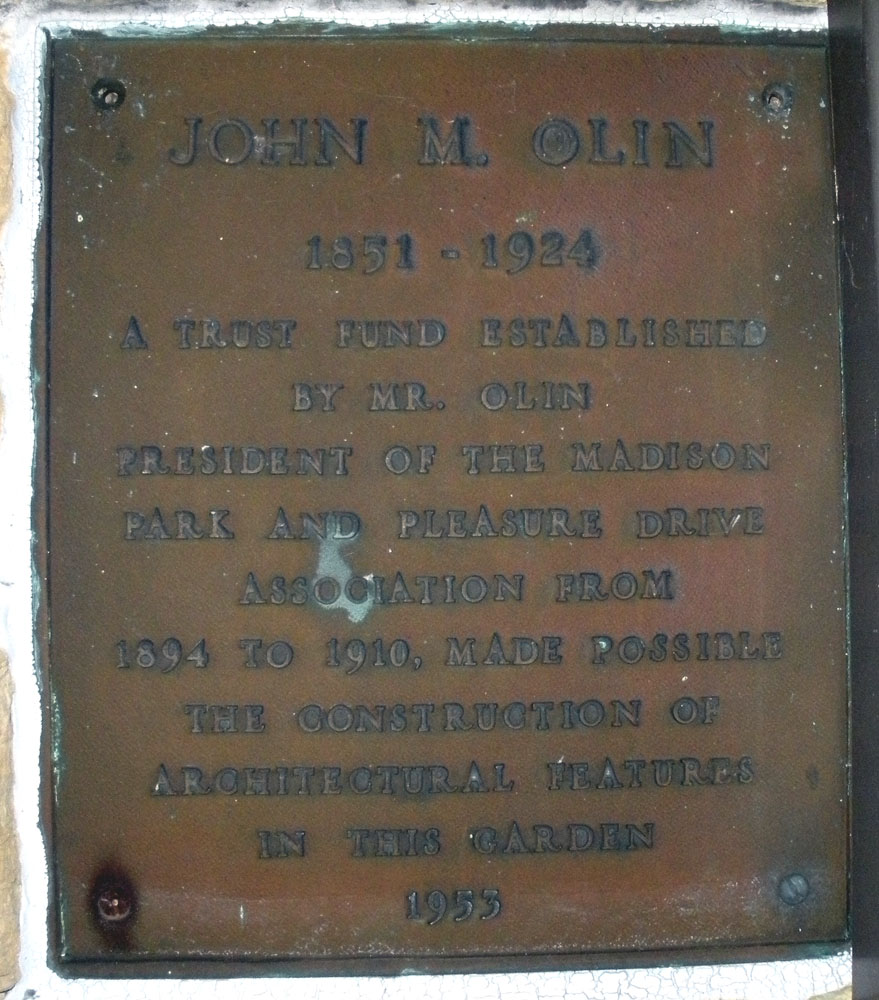 JOHN M. OLIN
1851 - 1924
A TRUST FUND ESTABLISHED
BY MR. OLIN
PRESIDENT OF THE MADISON
PARK AND PLEASURE DRIVE
ASSOCIATION FROM
1894 TO 1910, MADE POSSIBLE
THE CONSTRUCTION OF
ARCHITECTURAL FEATURES
IN THIS GARDEN
1953